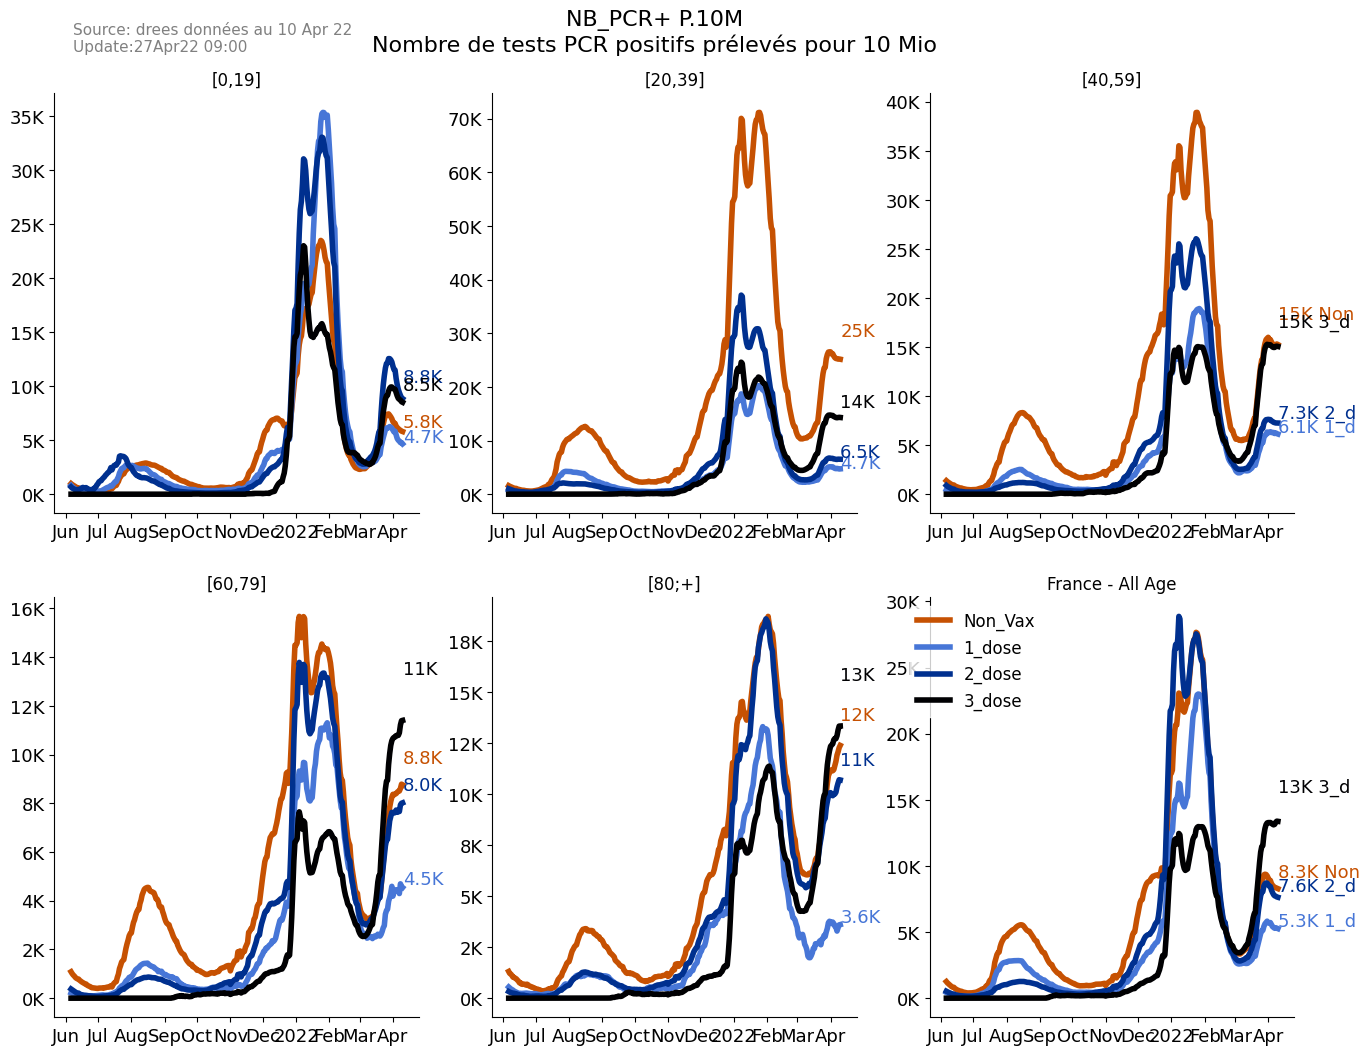 NB_PCR+ P.10M
Nombre de tests PCR positifs prélevés pour 10 Mio
Source: drees données au 10 Apr 22
Update:27Apr22 09:00
[0,19]
35K
30K
25K
20K
15K
10K
5K
0K
8.8K
8.5K
5.8K
4.7K
Jun Jul Aug Sep Oct Nov Dec 2022 Feb Mar Apr
[20,39]
70K
60K
50K
40K
30K
20K
10K
0K
25K
14K
6.5K
4.7K
Jun Jul Aug Sep Oct Nov Dec 2022 Feb Mar Apr
[40,59]
40K
35K
30K
25K
20K
15K
10K
5K
0K
15K Non
15K 3_d
7.3K 2_d
6.1K 1_d
Jun Jul Aug Sep Oct Nov Dec 2022 Feb Mar Apr
[60,79]
16K
14K
12K
10K
8K
6K
4K
2K
0K
11K
8.8K
8.0K
4.5K
Jun Jul Aug Sep Oct Nov Dec 2022 Feb Mar Apr
[80;+]
18K
15K
12K
10K
8K
5K
2K
0K
13K
12K
11K
3.6K
Jun Jul Aug Sep Oct Nov Dec 2022 Feb Mar Apr
France - All Age
30K
25K
20K
15K
10K
5K
0K
Non_Vax
1_dose
2_dose
3_dose
13K 3_d
8.3K Non
7.6K 2_d
5.3K 1_d
Jun Jul Aug Sep Oct Nov Dec 2022 Feb Mar Apr